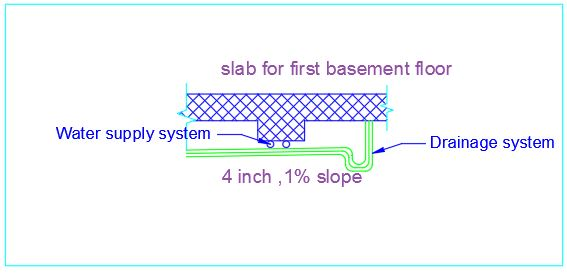 slab for first basement floor
Water supply system
Drainage system
4 inch ,1% slope